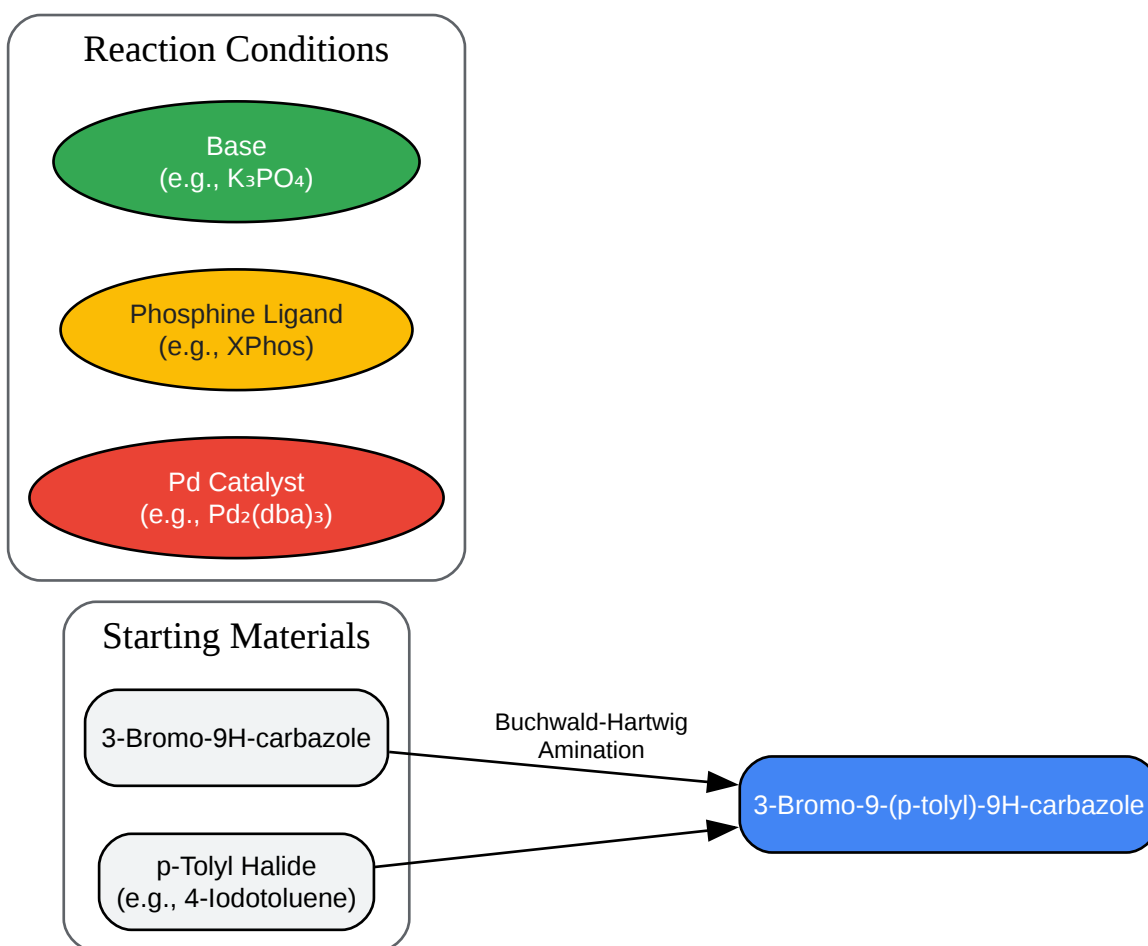 Reaction Conditions
Base
(e.g., K₃PO₄)
Phosphine Ligand
(e.g., XPhos)
Pd Catalyst
(e.g., Pd₂(dba)₃)
Starting Materials
3-Bromo-9H-carbazole
p-Tolyl Halide
(e.g., 4-Iodotoluene)
Buchwald-Hartwig
Amination
3-Bromo-9-(p-tolyl)-9H-carbazole